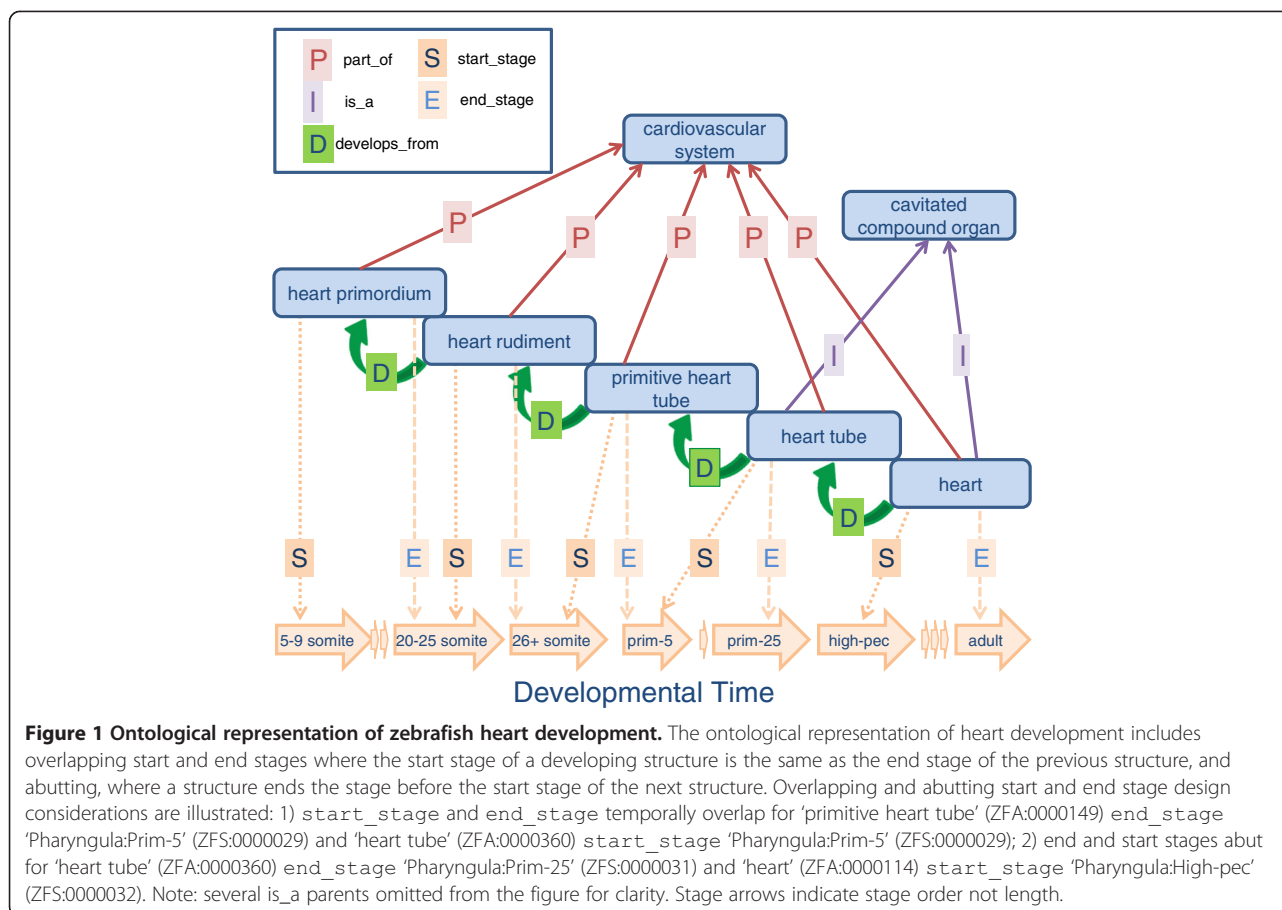 P part_of S start_stage
I is_a E end_stage
D develops_from
cardiovascular
system
cavitated
compound organ
P
P
P
P
P
heart primordium
heart rudiment
primitive heart
tube
heart tube
heart
I
I
D
D
D
D
S
E
S
E
S
E
S
E
S
E
5-9 somite
20-25 somite
26+ somite
prim-5
prim-25
high-pec
adult
Developmental Time
Figure 1 Ontological representation of zebrafish heart development. The ontological representation of heart development includes
overlapping start and end stages where the start stage of a developing structure is the same as the end stage of the previous structure, and
abutting, where a structure ends the stage before the start stage of the next structure. Overlapping and abutting start and end stage design
considerations are illustrated: 1) start_stage and end_stage temporally overlap for ‘primitive heart tube’ (ZFA:0000149) end_stage
‘Pharyngula:Prim-5’ (ZFS:0000029) and ‘heart tube’ (ZFA:0000360) start_stage ‘Pharyngula:Prim-5’ (ZFS:0000029); 2) end and start stages abut
for ‘heart tube’ (ZFA:0000360) end_stage ‘Pharyngula:Prim-25’ (ZFS:0000031) and ‘heart’ (ZFA:0000114) start_stage ‘Pharyngula:High-pec’
(ZFS:0000032). Note: several is_a parents omitted from the figure for clarity. Stage arrows indicate stage order not length.